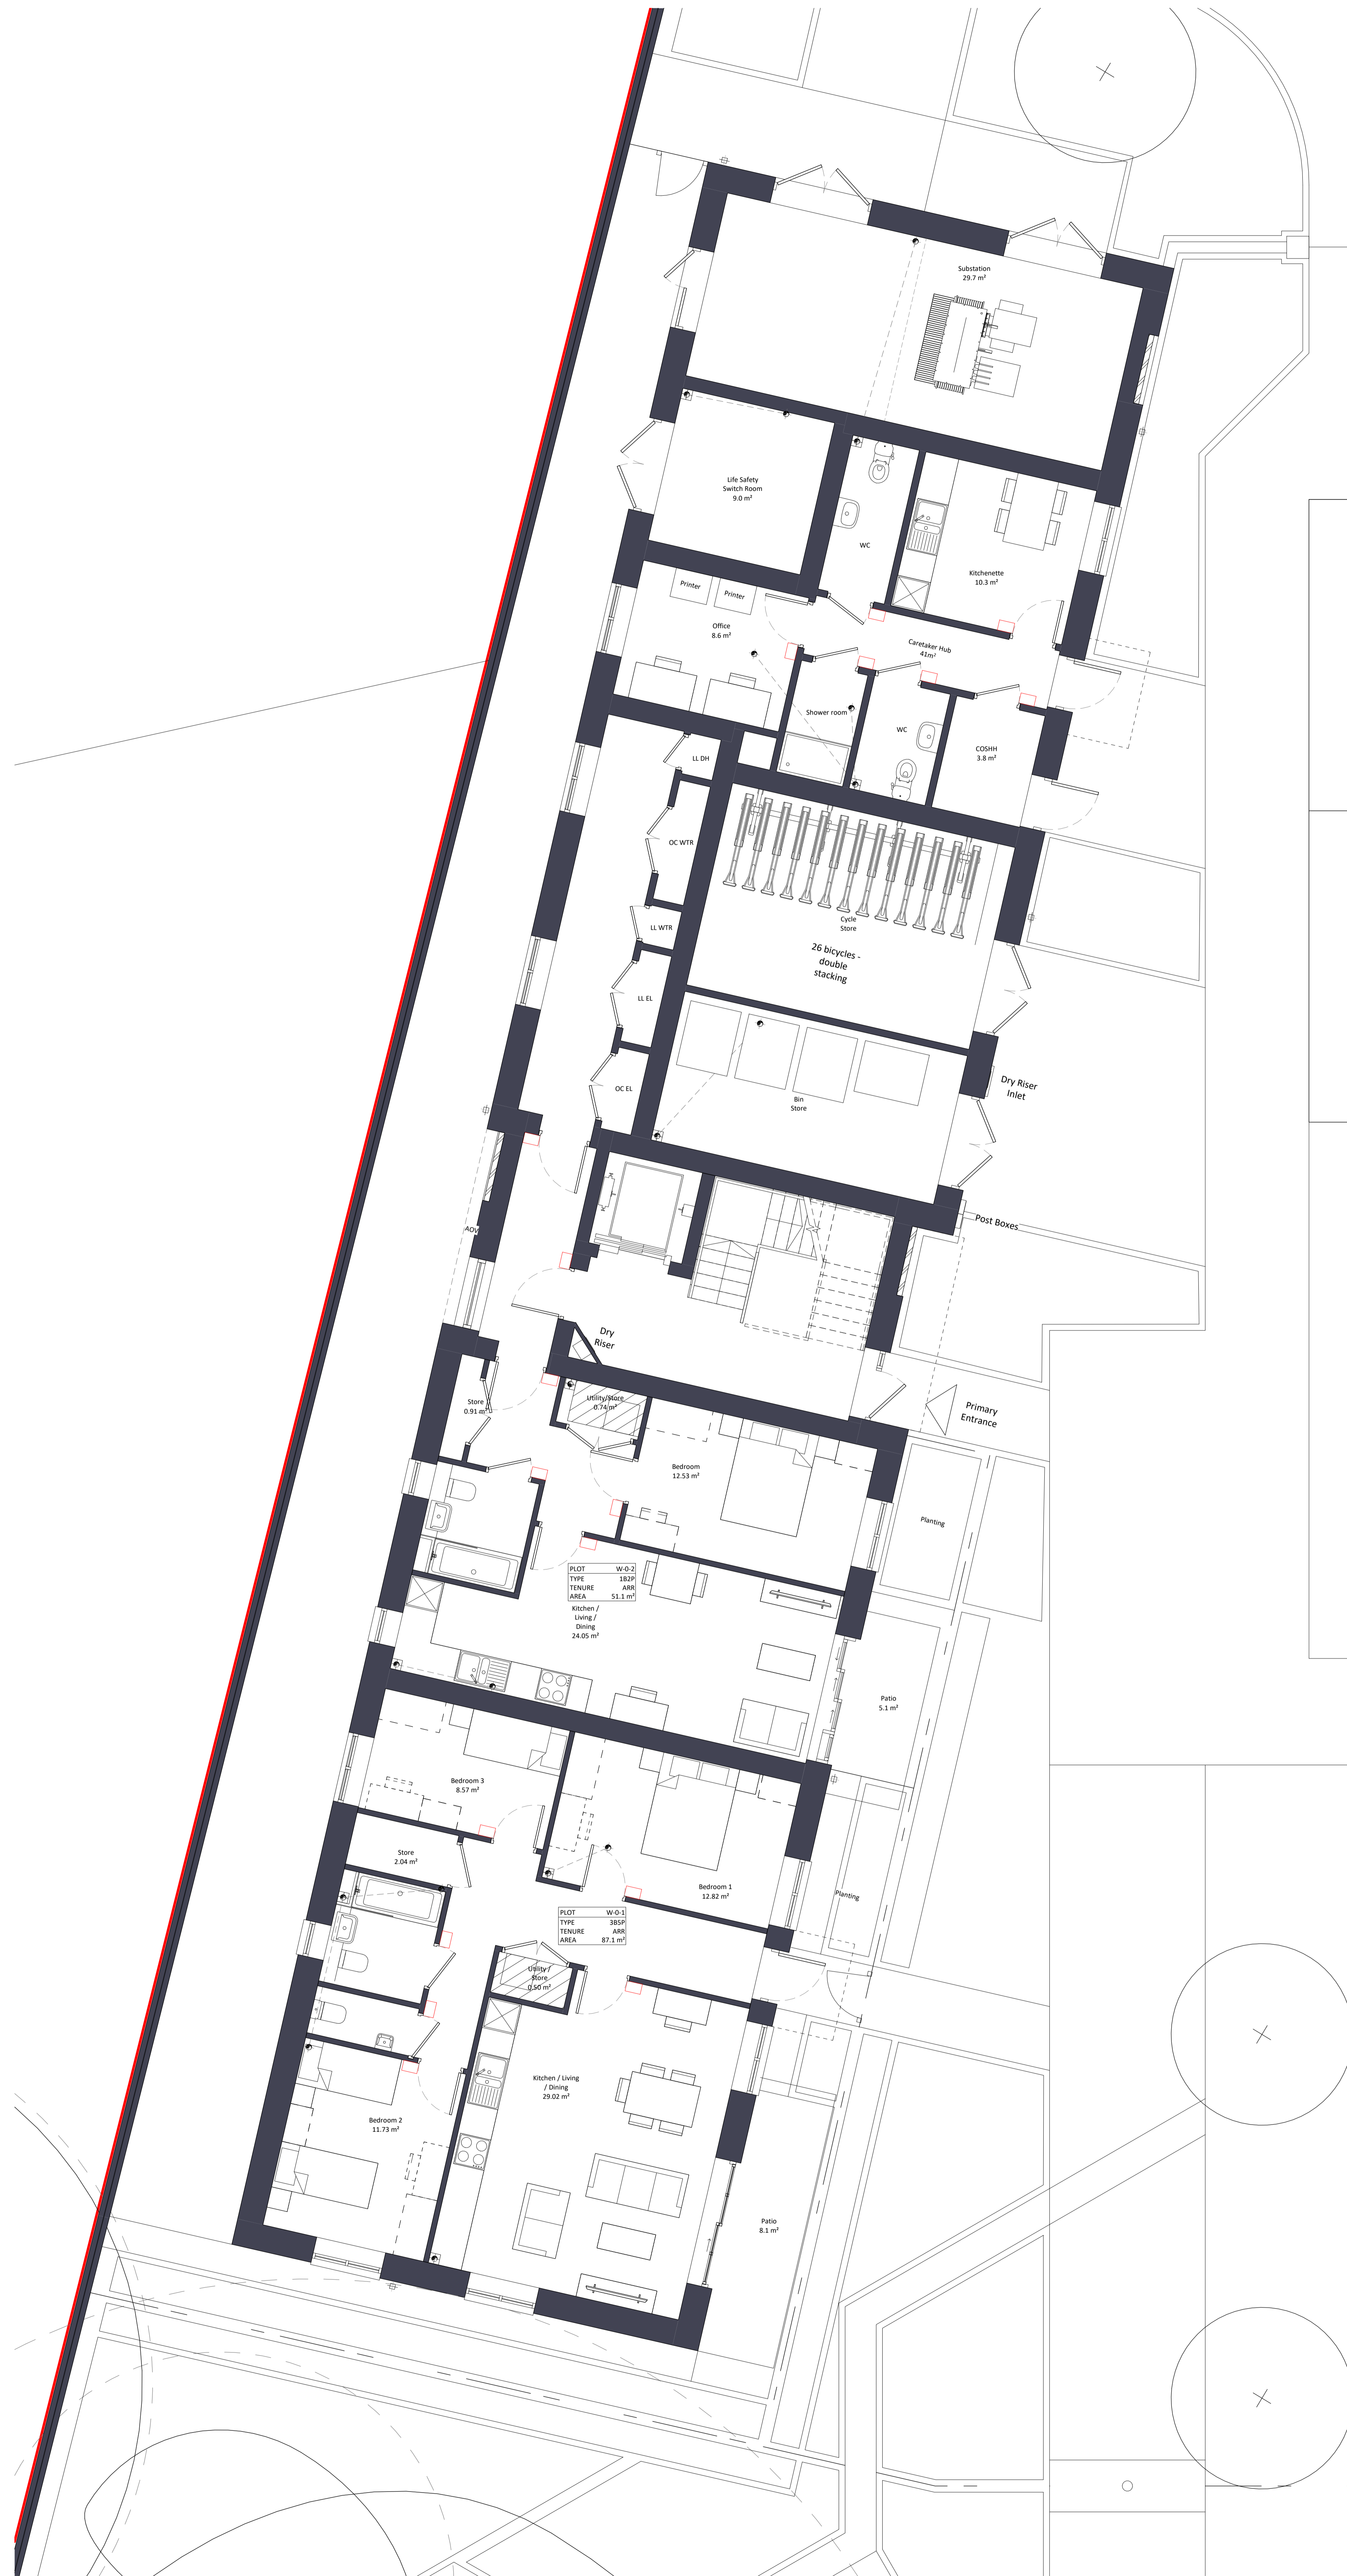 Substation
29.7 m²
Life Safety
Switch Room
9.0 m²
WC
Kitchenette
10.3 m²
Printer
Printer
Office
8.6 m²
Caretaker Hub
41m²
Shower room
WC
COSHH
3.8 m²
LL DH
OC WTR
LL WTR
LL EL
OC EL
Cycle
Store
26 bicycles -
double
stacking
Bin
Store
Dry Riser
Inlet
Post Boxes
AOV
Dry
Riser
Primary
Entrance
Store
0.91 m²
Utility/Store
0.74 m²
Bedroom
12.53 m²
Planting
PLOT W-0-2
TYPE 1B2P
TENURE ARR
AREA 51.1 m²
Kitchen /
Living /
Dining
24.05 m²
Patio
5.1 m²
Bedroom 3
8.57 m²
Store
2.04 m²
Bedroom 1
12.82 m²
Planting
PLOT W-0-1
TYPE 3B5P
TENURE ARR
AREA 87.1 m²
Utility /
Store
0.50 m²
Kitchen / Living
/ Dining
29.02 m²
Bedroom 2
11.73 m²
Patio
8.1 m²